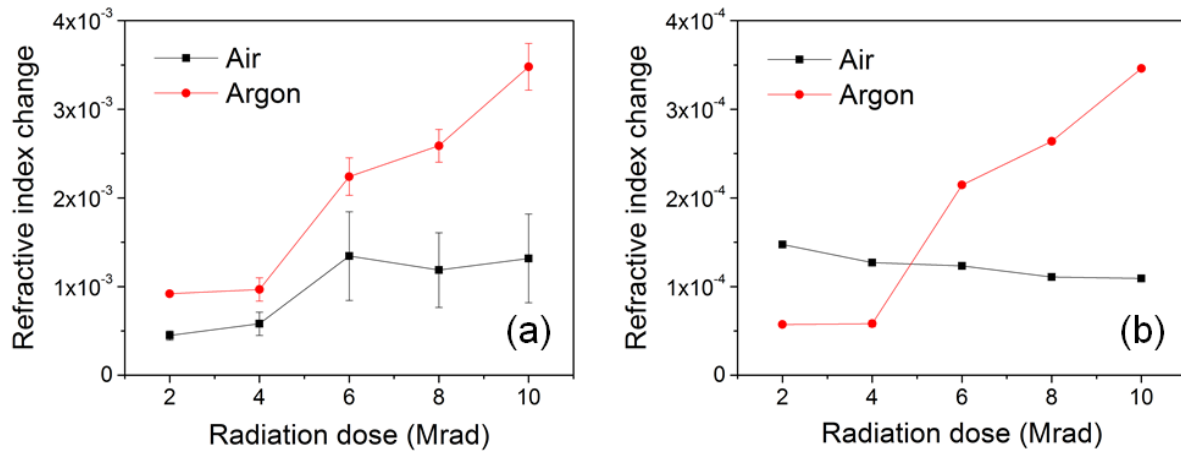 4x10⁻³
3x10⁻³
2x10⁻³
1x10⁻³
0
Refractive index change
Air
Argon
(a)
2 4 6 8 10
Radiation dose (Mrad)
4x10⁻⁴
3x10⁻⁴
2x10⁻⁴
1x10⁻⁴
0
Refractive index change
Air
Argon
(b)
2 4 6 8 10
Radiation dose (Mrad)